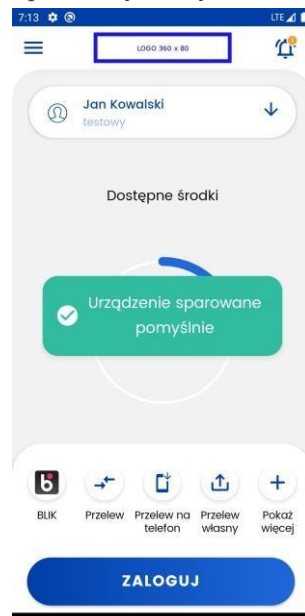 7:13
LTE
LOGO 360 x 80
Jan Kowalski
testowy
Dostępne środki
Urządzenie sparowane
pomyślnie
BLIK
Przelew
Przelew na
telefon
Przelew
własny
Pokaż
więcej
ZALOGUJ